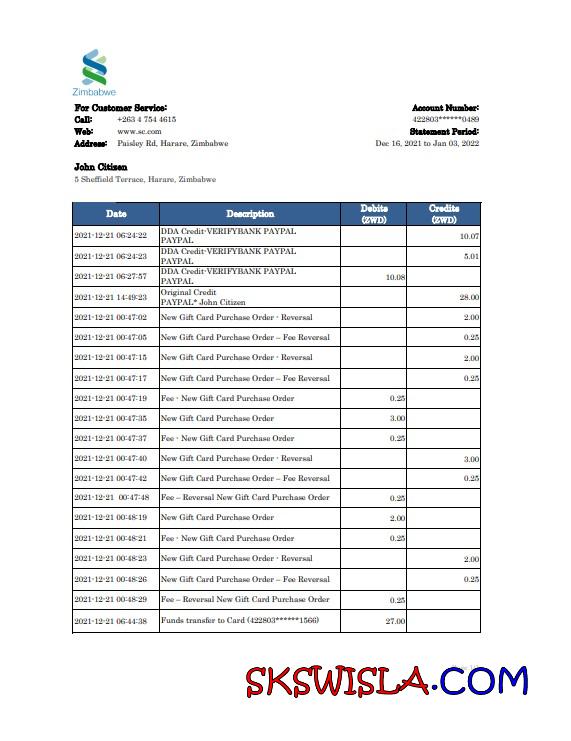 Zimbabwe
For Customer Service:
Call: +263 4 754 4615
Web: www.sc.com
Address: Paisley Rd, Harare, Zimbabwe
Account Number:
422803******0489
Statement Period:
Dec 16, 2021 to Jan 03, 2022
John Citizen
5 Sheffield Terrace, Harare, Zimbabwe
Date Description Debits (ZWD) Credits (ZWD)
2021-12-21 06:24:22 DDA Credit-VERIFYBANK PAYPAL PAYPAL 10.07
2021-12-21 06:24:23 DDA Credit-VERIFYBANK PAYPAL PAYPAL 5.01
2021-12-21 06:27:57 DDA Credit-VERIFYBANK PAYPAL PAYPAL 10.08
2021-12-21 14:49:23 Original Credit PAYPAL* John Citizen 28.00
2021-12-21 00:47:02 New Gift Card Purchase Order - Reversal 2.00
2021-12-21 00:47:05 New Gift Card Purchase Order – Fee Reversal 0.25
2021-12-21 00:47:15 New Gift Card Purchase Order - Reversal 2.00
2021-12-21 00:47:17 New Gift Card Purchase Order – Fee Reversal 0.25
2021-12-21 00:47:19 Fee - New Gift Card Purchase Order 0.25
2021-12-21 00:47:35 New Gift Card Purchase Order 3.00
2021-12-21 00:47:37 Fee - New Gift Card Purchase Order 0.25
2021-12-21 00:47:40 New Gift Card Purchase Order - Reversal 3.00
2021-12-21 00:47:42 New Gift Card Purchase Order – Fee Reversal 0.25
2021-12-21 00:47:48 Fee – Reversal New Gift Card Purchase Order 0.25
2021-12-21 00:48:19 New Gift Card Purchase Order 2.00
2021-12-21 00:48:21 Fee - New Gift Card Purchase Order 0.25
2021-12-21 00:48:23 New Gift Card Purchase Order - Reversal 2.00
2021-12-21 00:48:26 New Gift Card Purchase Order – Fee Reversal 0.25
2021-12-21 00:48:29 Fee – Reversal New Gift Card Purchase Order 0.25
2021-12-21 06:44:38 Funds transfer to Card (422803******1566) 27.00
SKSWISLA.COM